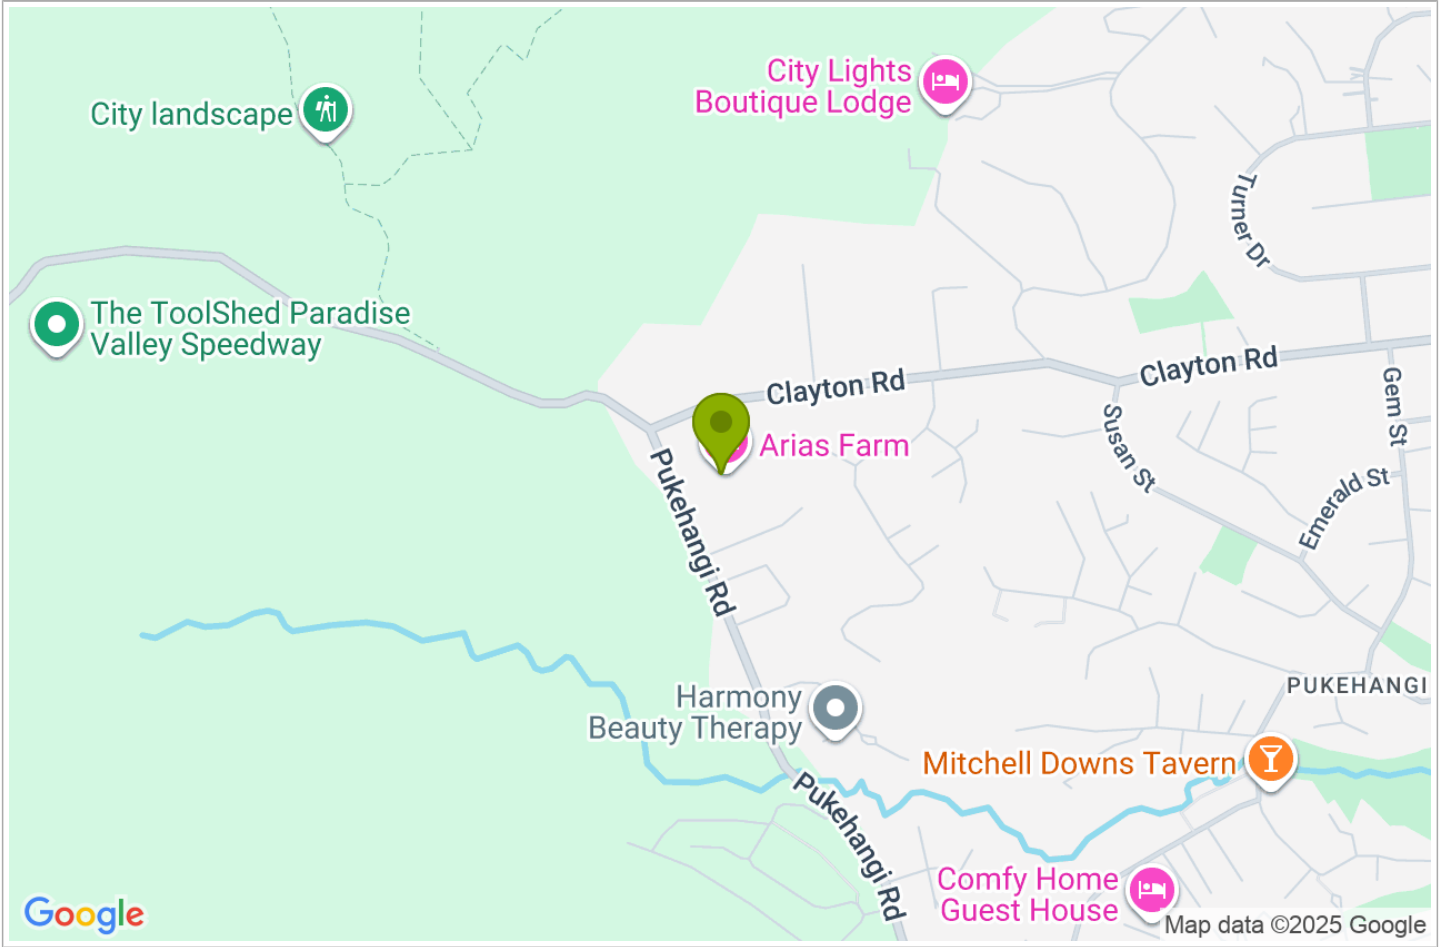 City Lights
Boutique Lodge
City landscape
Turner Dr
The ToolShed Paradise
Valley Speedway
Clayton Rd
Clayton Rd
Gem St
Susan St
Arias Farm
Emerald St
Pukehangi Rd
PUKEHANGI
Harmony
Beauty Therapy
Mitchell Downs Tavern
Pukehangi Rd
Comfy Home
Guest House
Google
Map data ©2025 Google